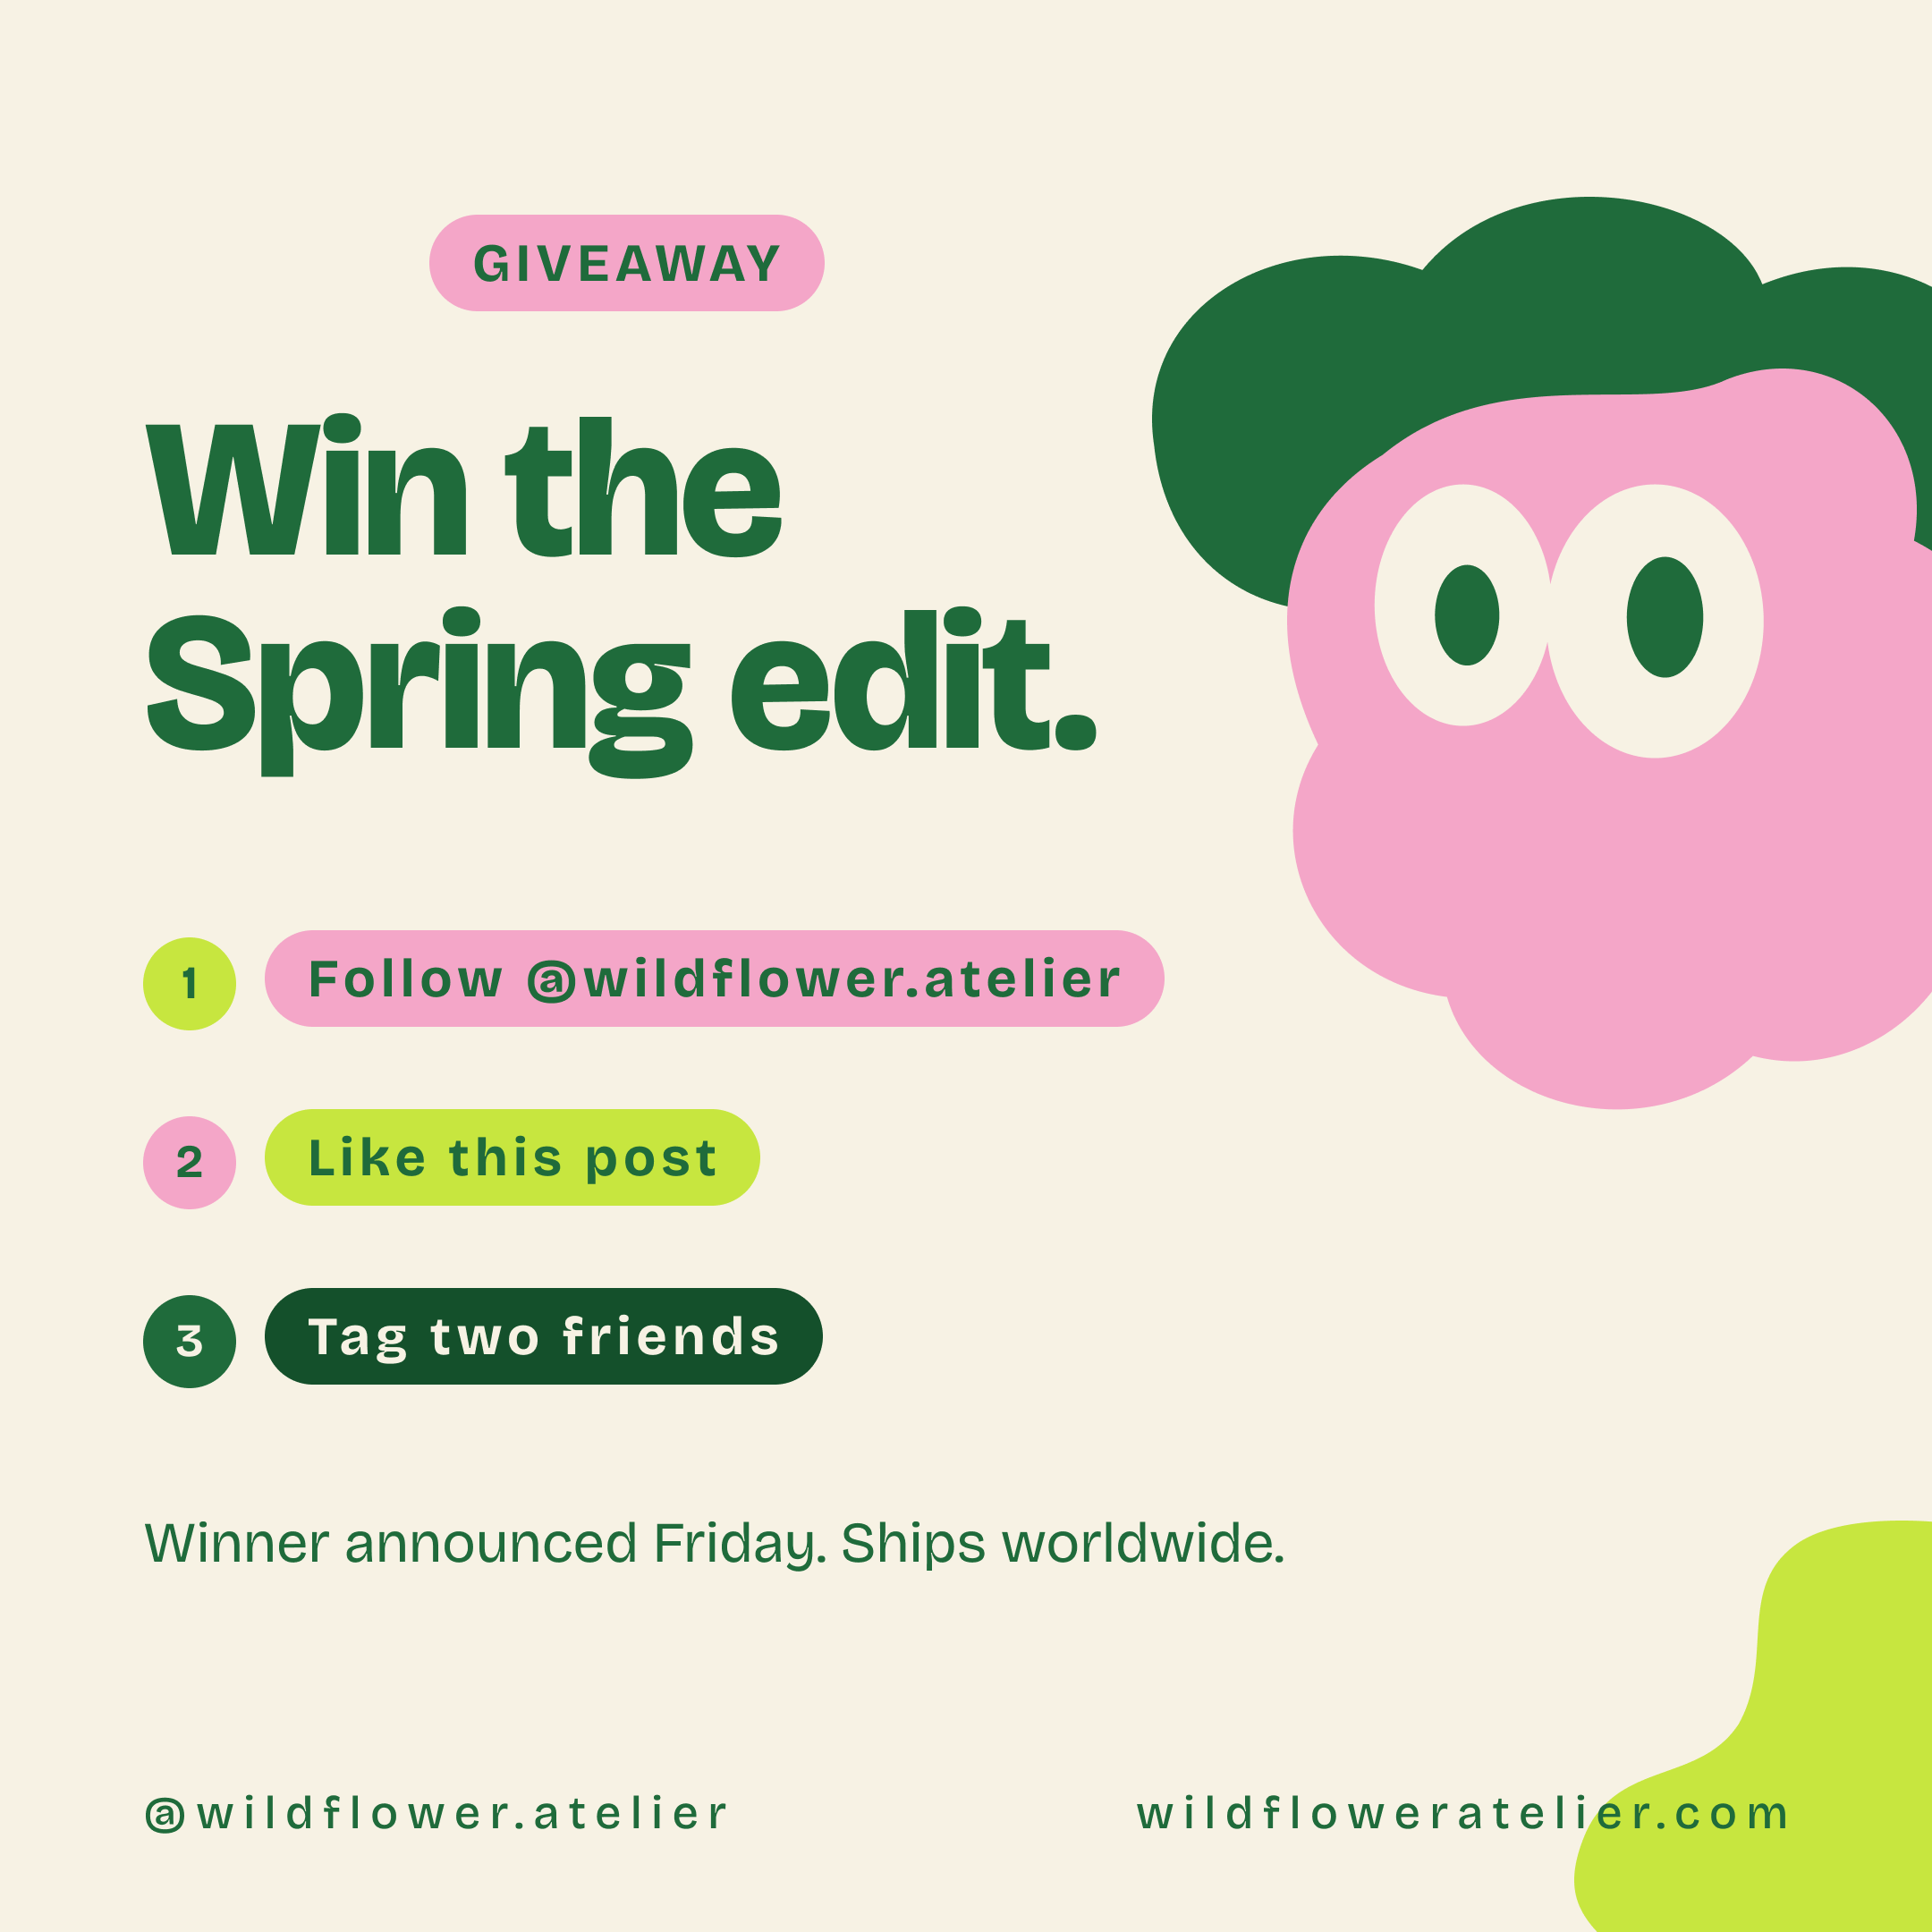 GIVEAWAY
Win the
Spring edit.
1 Follow @wildflower.atelier
2 Like this post
3 Tag two friends
Winner announced Friday. Ships worldwide.
@wildflower.atelier wildfloweratelier.com